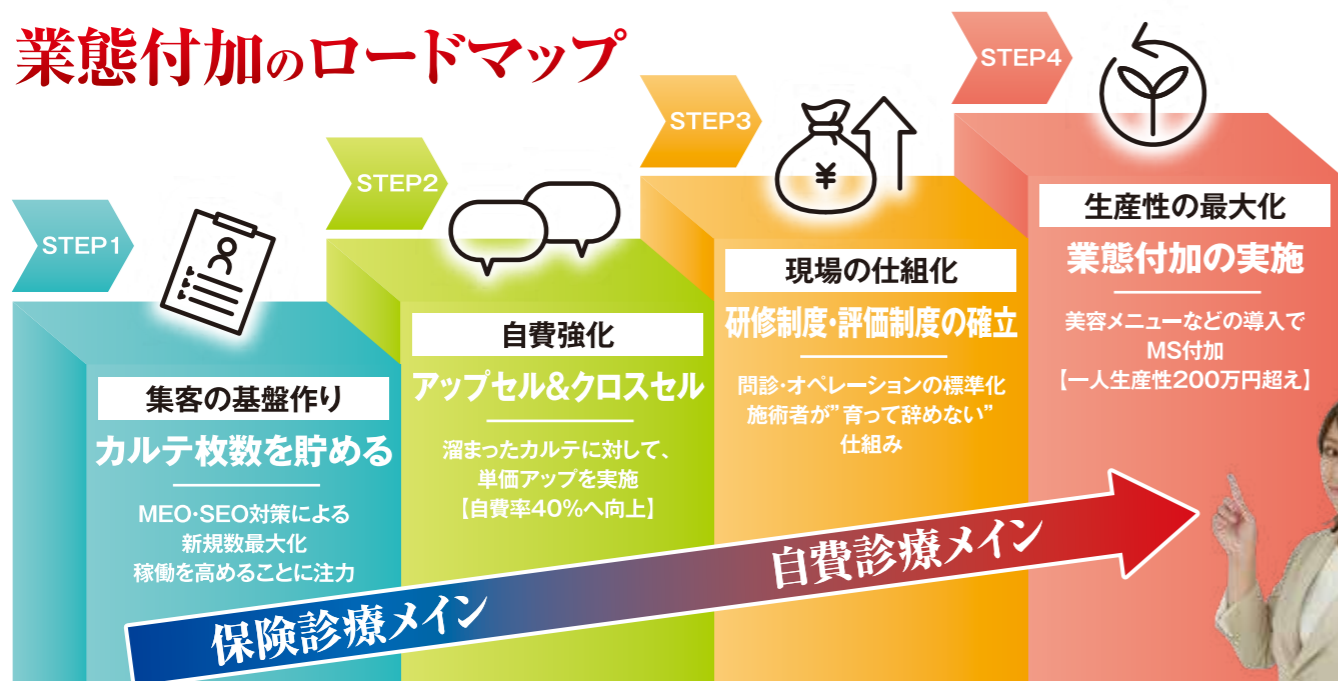 業態付加のロードマップ
STEP1
集客の基盤作り
カルテ枚数を貯める
MEO・SEO対策による
新規数最大化
稼働を高めることに注力
STEP2
自費強化
アップセル&クロスセル
溜まったカルテに対して、
単価アップを実施
【自費率40%へ向上】
STEP3
¥
現場の仕組化
研修制度・評価制度の確立
問診・オペレーションの標準化
施術者が”育って辞めない”
仕組み
STEP4
生産性の最大化
業態付加の実施
美容メニューなどの導入で
MS付加
【一人生産性200万円超え】
保険診療メイン
自費診療メイン